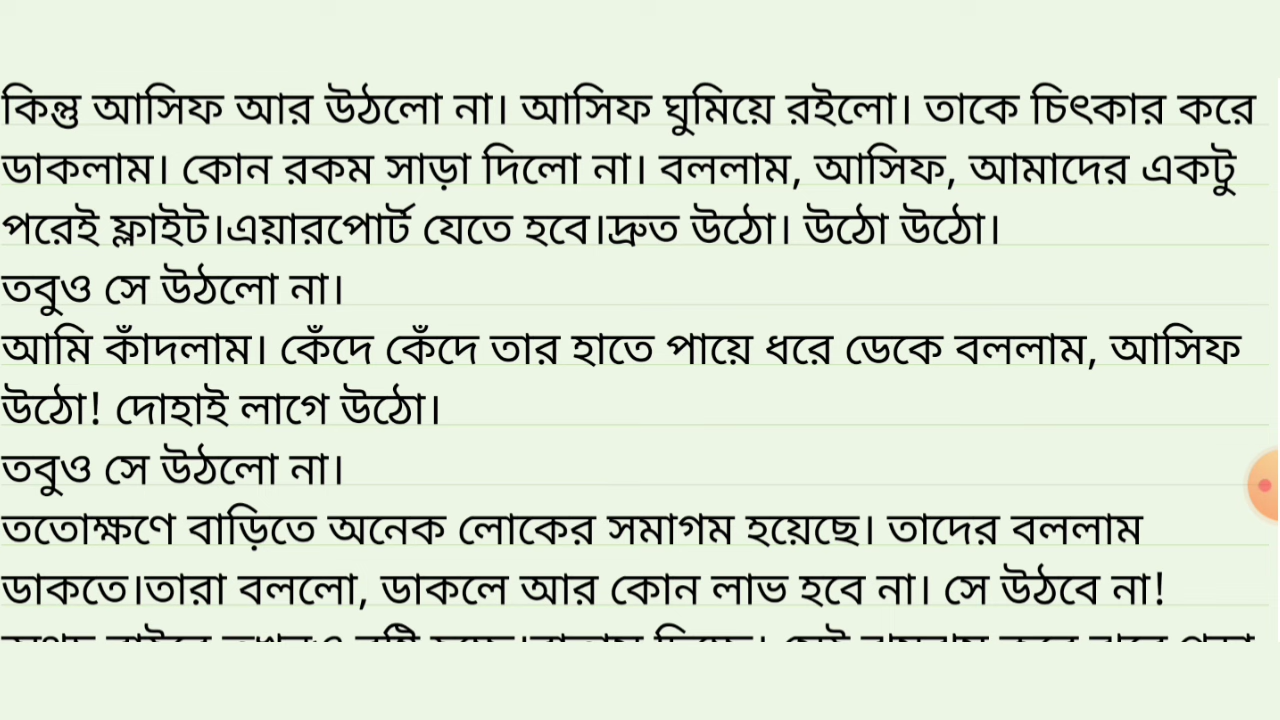 কিন্তু আসিফ আর উঠলো না। আসিফ ঘুমিয়ে রইলো। তাকে চিৎকার করে
ডাকলাম। কোন রকম সাড়া দিলো না। বললাম, আসিফ, আমাদের একটু
পরেই ফ্লাইট।এয়ারপোর্ট যেতে হবে।দ্রুত উঠো। উঠো উঠো।
তবুও সে উঠলো না।
আমি কাঁদলাম। কেঁদে কেঁদে তার হাতে পায়ে ধরে ডেকে বললাম, আসিফ
উঠো! দোহাই লাগে উঠো।
তবুও সে উঠলো না।
ততোক্ষণে বাড়িতে অনেক লোকের সমাগম হয়েছে। তাদের বললাম
ডাকতে।তারা বললো, ডাকলে আর কোন লাভ হবে না। সে উঠবে না!